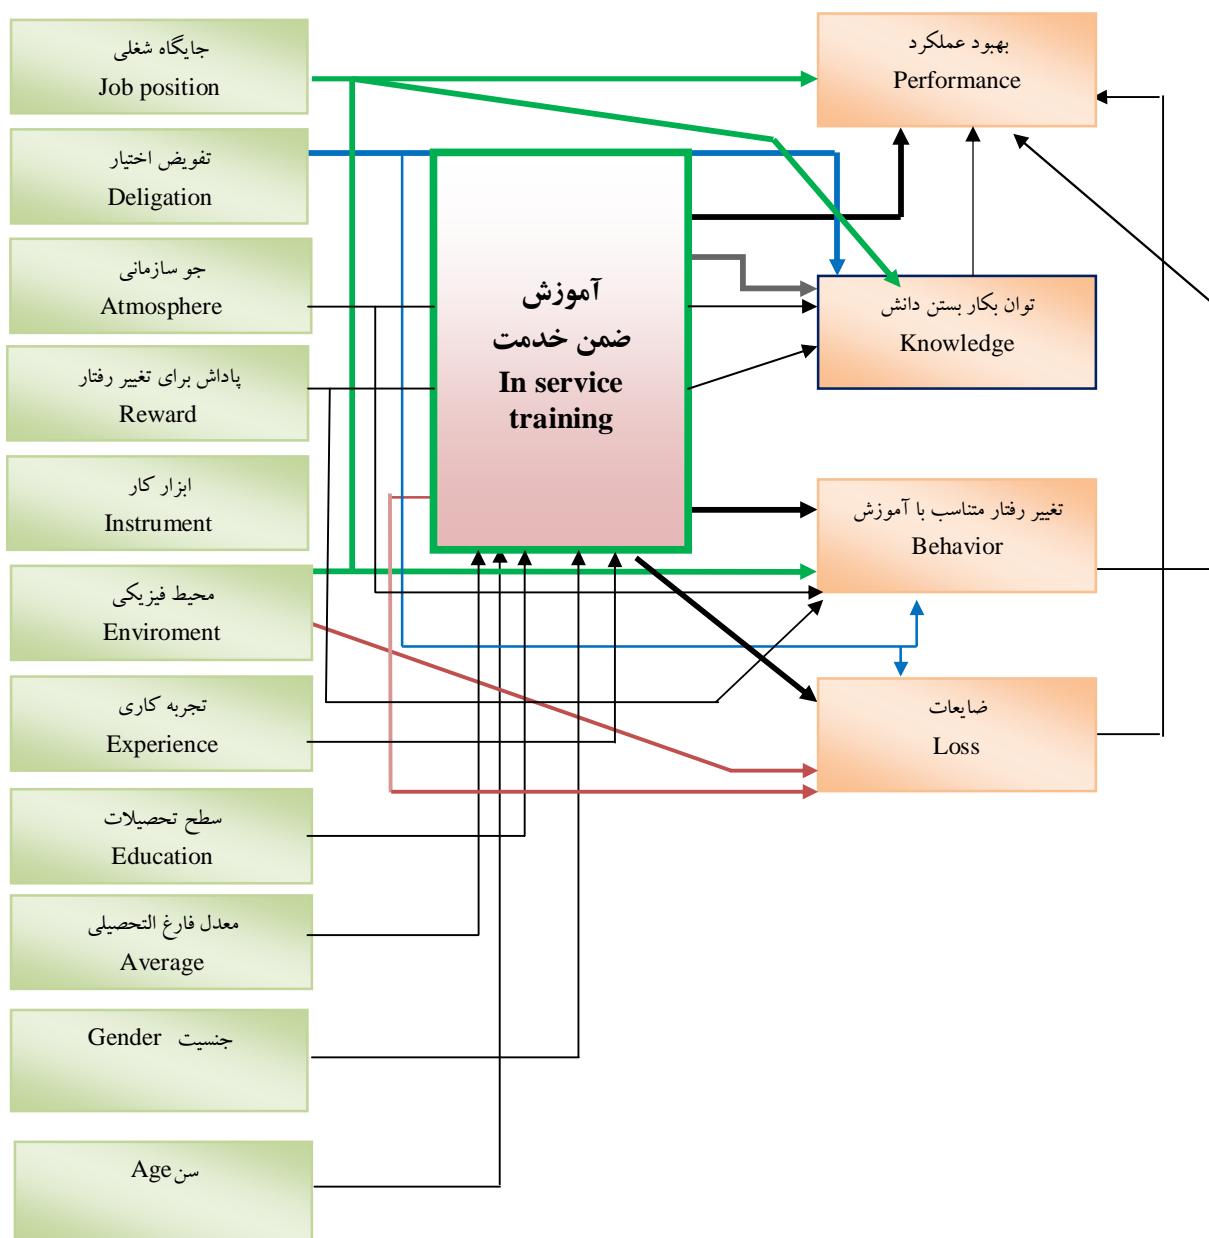 جایگاه شغلی
Job position
تفویض اختیار
Deligation
جو سازمانی
Atmosphere
پاداش برای تغییر رفتار
Reward
ابزار کار
Instrument
محیط فیزیکی
Enviroment
تجربه کاری
Experience
سطح تحصیلات
Education
معدل فارغ التحصیلی
Average
جنسیت Gender
سن Age
آموزش
ضمن خدمت
In service
training
بهبود عملکرد
Performance
توان بکار بستن دانش
Knowledge
تغییر رفتار متناسب با آموزش
Behavior
ضایعات
Loss